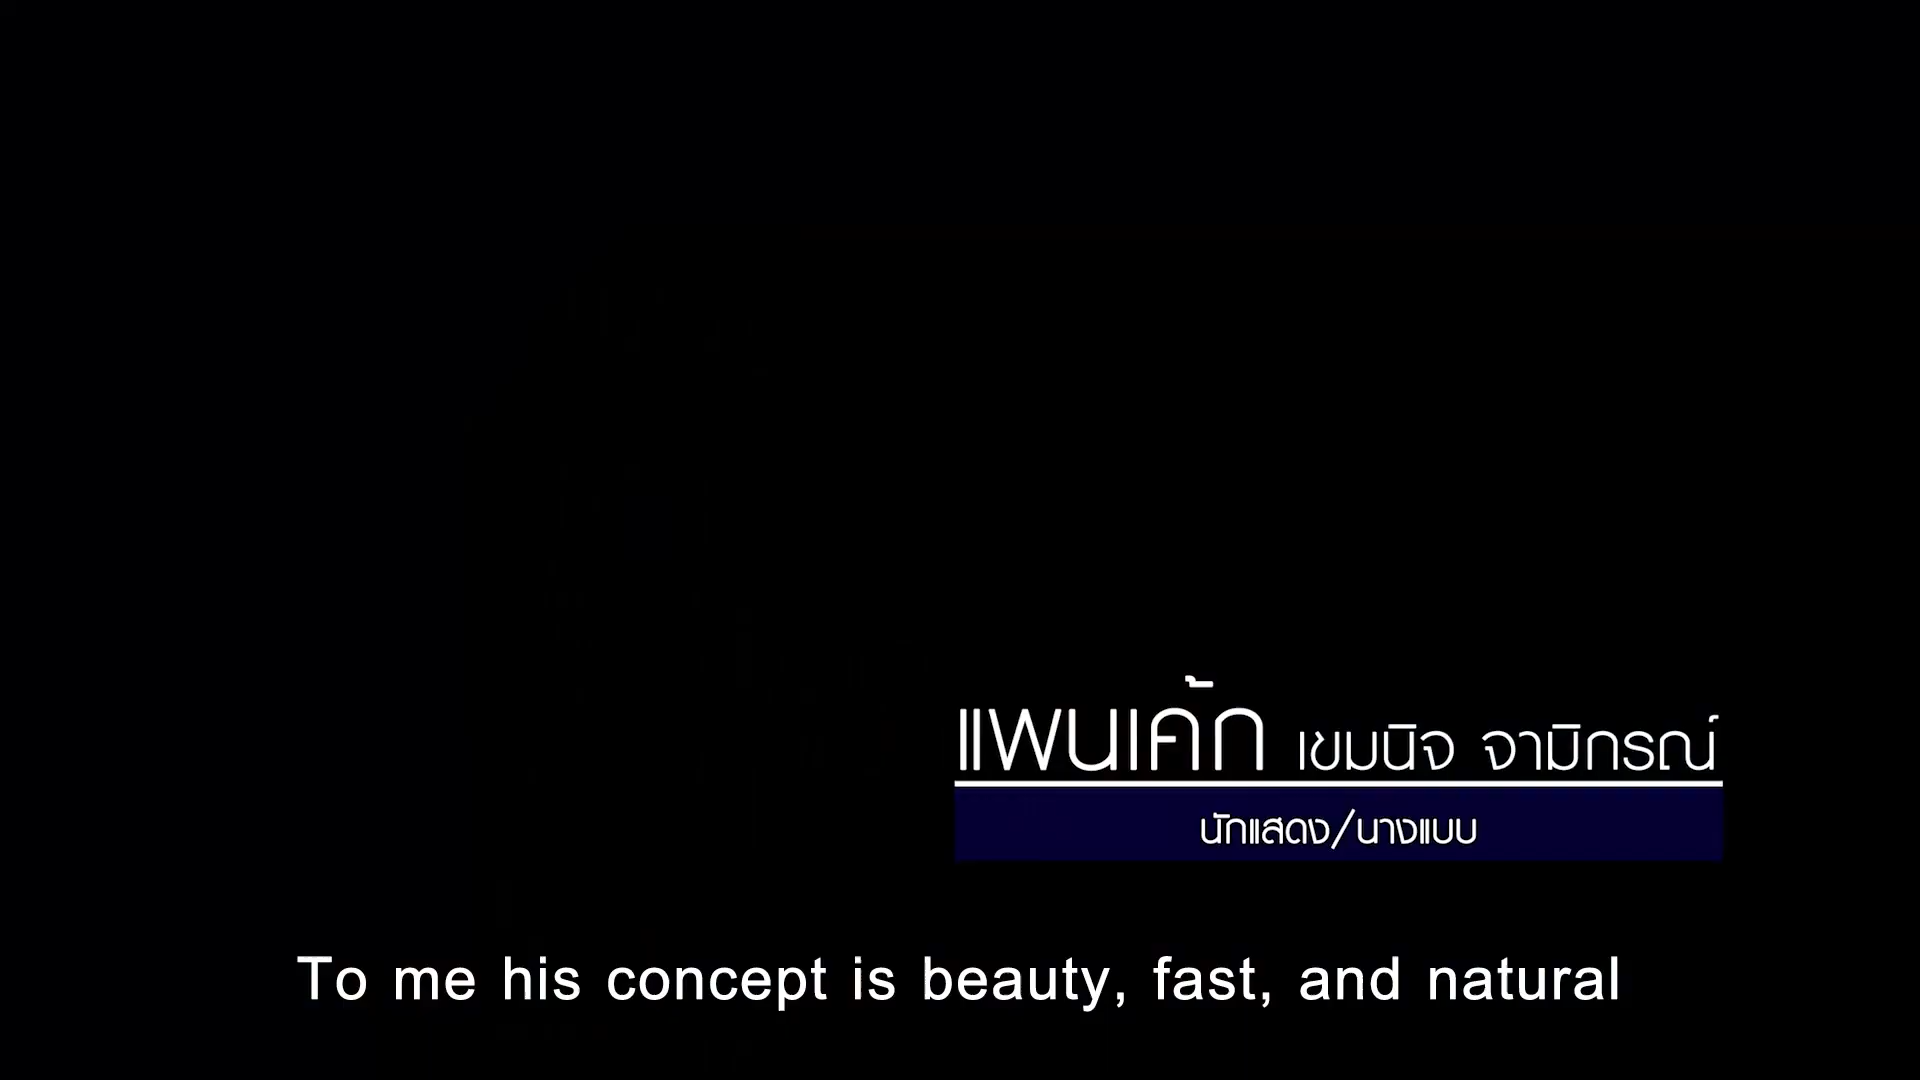 แพนเค้ก เขมนิจ จามิกรณ์
นักแสดง/นางแบบ
To me his concept is beauty, fast, and natural